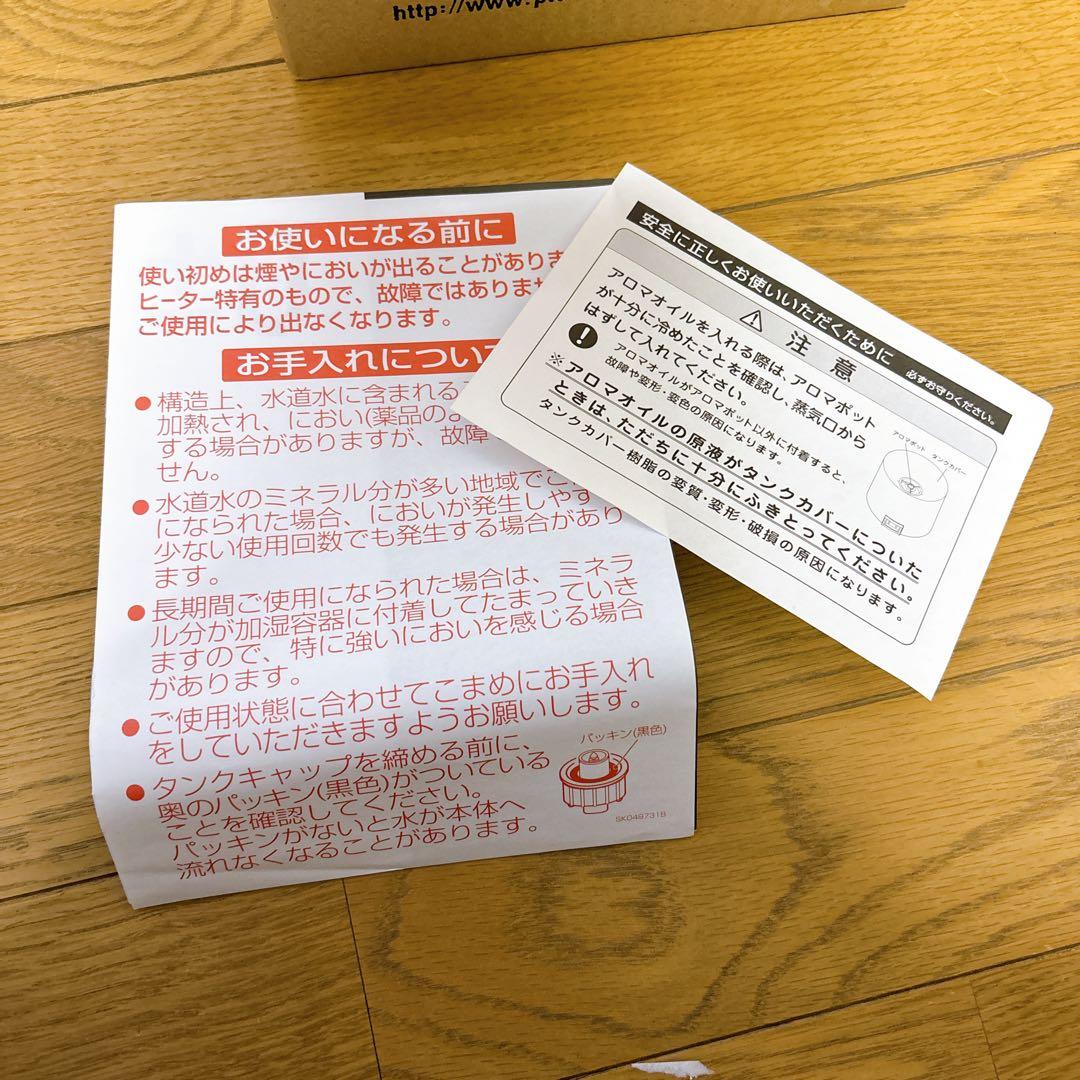 http://www.
お使いになる前に
使い初めは煙やにおいが出ることがありま
ヒーター特有のもので、故障ではありませ
ご使用により出なくなります。
お手入れについ
● 構造上、水道水に含まれる
加熱され、におい(薬品の
する場合がありますが、故障
せん。
● 水道水のミネラル分が多い地域でご
になられた場合、においが発生しやす
少ない使用回数でも発生する場合があり
ます。
● 長期間ご使用になられた場合は、ミネラ
ル分が加湿容器に付着してたまっていき
ますので、特に強いにおいを感じる場合
があります。
● ご使用状態に合わせてこまめにお手入れ
をしていただきますようお願いします。
● タンクキャップを締める前に、
奥のパッキン(黒色)がついている
ことを確認してください。
パッキンがないと水が本体へ
流れなくなることがあります。
パッキン(黒色)
SK049731B
安全に正しくお使いいただくために 必ずお守りください。
注意
アロマオイルを入れる際は、アロマポット
が十分に冷めたことを確認し、蒸気口から
はずして入れてください。
アロマオイルがアロマポット以外に付着すると、
故障や変形・変色の原因になります。
※アロマオイルの原液がタンクカバーについた
ときは、ただちに十分にふきとってください。
タンクカバー樹脂の変質・変形・破損の原因になります。
アロマポット タンクカバー